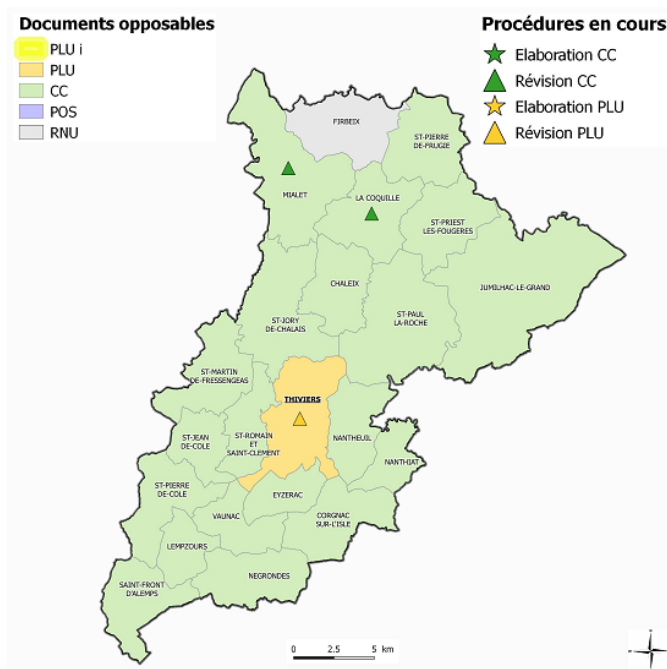 Documents opposables
PLU i
PLU
CC
POS
RNU
Procédures en cours
Elaboration CC
Révision CC
Elaboration PLU
Révision PLU
FIRBEIX
ST-PIERRE
DE-FRUGIE
MIALET
LA COQUILLE
ST-PRIEST
LES-FOUGERES
CHALEIX
JUMILHAC-LE-GRAND
ST-JORY
DE-CHALAIS
ST-PAUL
LA-ROCHE
ST-MARTIN
DE-FRESSENGEAS
THIVIERS
ST-JEAN
DE-COLE
ST-ROMAIN
ET
SAINT-CLEMENT
NANTHEUIL
NANTHIAT
ST-PIERRE
DE-COLE
EYZERAC
VAUNAC
CORGNAC
SUR-L'ISLE
LEMPZOURS
NEGRONDES
SAINT-FRONT
D'ALEMPS
0 2.5 5 km